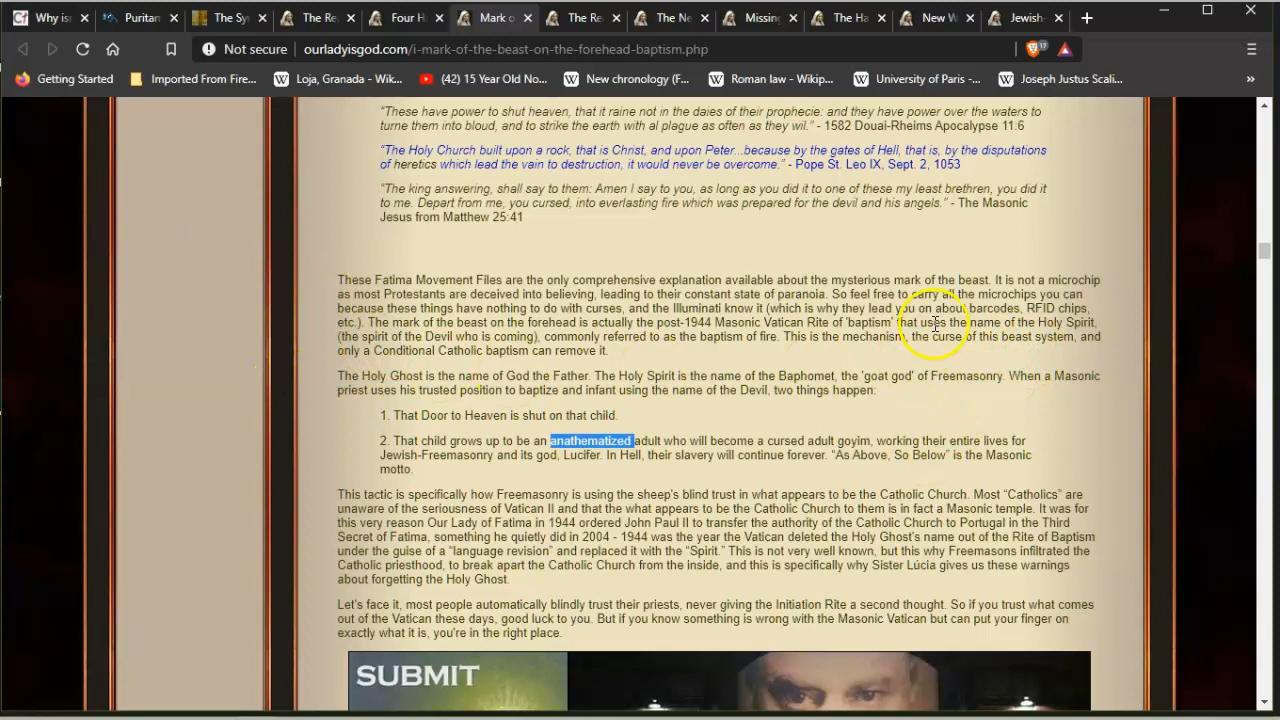 Why is
Puritan
The Sy
The Re
Four H
Mark o
The Re
The Ne
Missing
The Ha
New W
Jewish-
Not secure
ourladyisgod.com/i-mark-of-the-beast-on-the-forehead-baptism.php
17
Getting Started
Imported From Fire...
Loja, Granada - Wik...
(42) 15 Year Old No...
New chronology (F...
Roman law - Wikip...
University of Paris -...
Joseph Justus Scali...
“These have power to shut heaven, that it raine not in the daies of their prophecie: and they have power over the waters to
turne them into bloud, and to strike the earth with al plague as often as they wil.” - 1582 Douai-Rheims Apocalypse 11:6
“The Holy Church built upon a rock, that is Christ, and upon Peter...because by the gates of Hell, that is, by the disputations
of heretics which lead the vain to destruction, it would never be overcome.” - Pope St. Leo IX, Sept. 2, 1053
“The king answering, shall say to them: Amen I say to you, as long as you did it to one of these my least brethren, you did it
to me. Depart from me, you cursed, into everlasting fire which was prepared for the devil and his angels.” - The Masonic
Jesus from Matthew 25:41
These Fatima Movement Files are the only comprehensive explanation available about the mysterious mark of the beast. It is not a microchip
as most Protestants are deceived into believing, leading to their constant state of paranoia. So feel free to carry all the microchips you can
because these things have nothing to do with curses, and the Illuminati know it (which is why they lead you on about barcodes, RFID chips,
etc.). The mark of the beast on the forehead is actually the post-1944 Masonic Vatican Rite of 'baptism' that uses the name of the Holy Spirit,
(the spirit of the Devil who is coming), commonly referred to as the baptism of fire. This is the mechanism, the curse of this beast system, and
only a Conditional Catholic baptism can remove it.
The Holy Ghost is the name of God the Father. The Holy Spirit is the name of the Baphomet, the 'goat god' of Freemasonry. When a Masonic
priest uses his trusted position to baptize and infant using the name of the Devil, two things happen:
1. That Door to Heaven is shut on that child.
2. That child grows up to be an anathematized adult who will become a cursed adult goyim, working their entire lives for
Jewish-Freemasonry and its god, Lucifer. In Hell, their slavery will continue forever. “As Above, So Below” is the Masonic
motto.
This tactic is specifically how Freemasonry is using the sheep's blind trust in what appears to be the Catholic Church. Most “Catholics” are
unaware of the seriousness of Vatican II and that the what appears to be the Catholic Church to them is in fact a Masonic temple. It was for
this very reason Our Lady of Fatima in 1944 ordered John Paul II to transfer the authority of the Catholic Church to Portugal in the Third
Secret of Fatima, something he quietly did in 2004 - 1944 was the year the Vatican deleted the Holy Ghost's name out of the Rite of Baptism
under the guise of a “language revision” and replaced it with the “Spirit.” This is not very well known, but this why Freemasons infiltrated the
Catholic priesthood, to break apart the Catholic Church from the inside, and this is specifically why Sister Lúcia gives us these warnings
about forgetting the Holy Ghost.
Let's face it, most people automatically blindly trust their priests, never giving the Initiation Rite a second thought. So if you trust what comes
out of the Vatican these days, good luck to you. But if you know something is wrong with the Masonic Vatican but can put your finger on
exactly what it is, you're in the right place.
SUBMIT